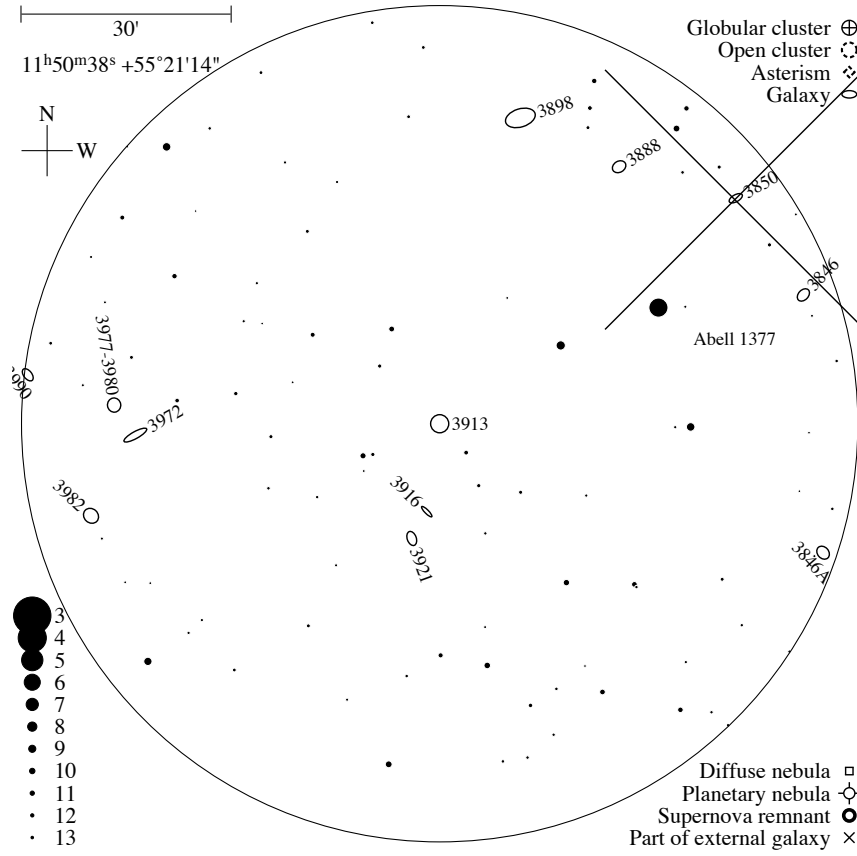 30'
11h50m38s +55°21'14"
N
W
Globular cluster
Open cluster
Asterism
Galaxy
3898
3888
3850
3846
Abell 1377
3977-3980
3990
3972
3913
3982
3916
3921
3846A
3
4
5
6
7
8
9
10
11
12
13
Diffuse nebula
Planetary nebula
Supernova remnant
Part of external galaxy